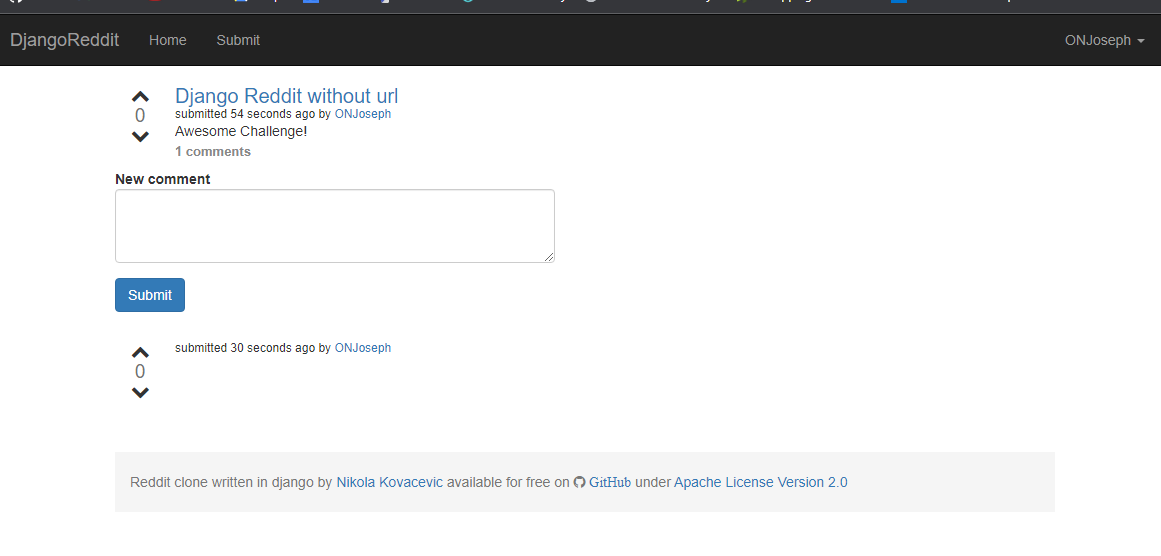 DjangoReddit Home Submit ONJoseph
0
Django Reddit without url
submitted 54 seconds ago by ONJoseph
Awesome Challenge!
1 comments
New comment
Submit
0
submitted 30 seconds ago by ONJoseph
Reddit clone written in django by Nikola Kovacevic available for free on GitHub under Apache License Version 2.0